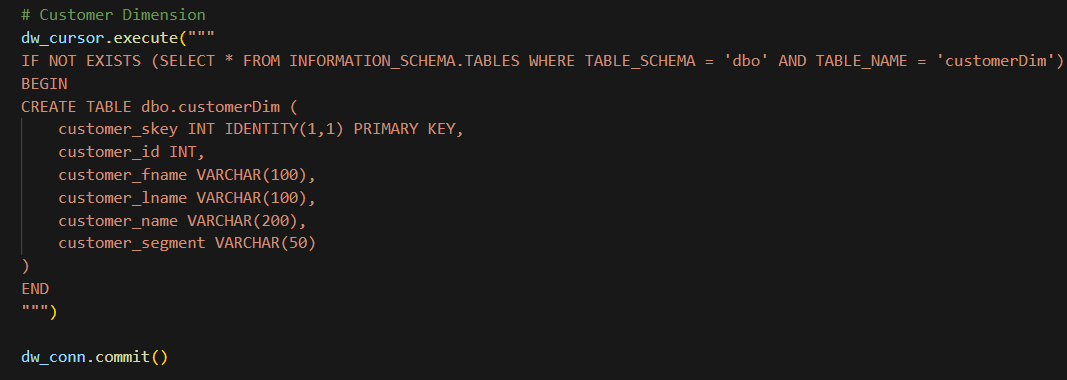 # Customer Dimension
dw_cursor.execute("""
IF NOT EXISTS (SELECT * FROM INFORMATION_SCHEMA.TABLES WHERE TABLE_SCHEMA = 'dbo' AND TABLE_NAME = 'customerDim')
BEGIN
CREATE TABLE dbo.customerDim (
    customer_skey INT IDENTITY(1,1) PRIMARY KEY,
    customer_id INT,
    customer_fname VARCHAR(100),
    customer_lname VARCHAR(100),
    customer_name VARCHAR(200),
    customer_segment VARCHAR(50)
)
END
""")
dw_conn.commit()